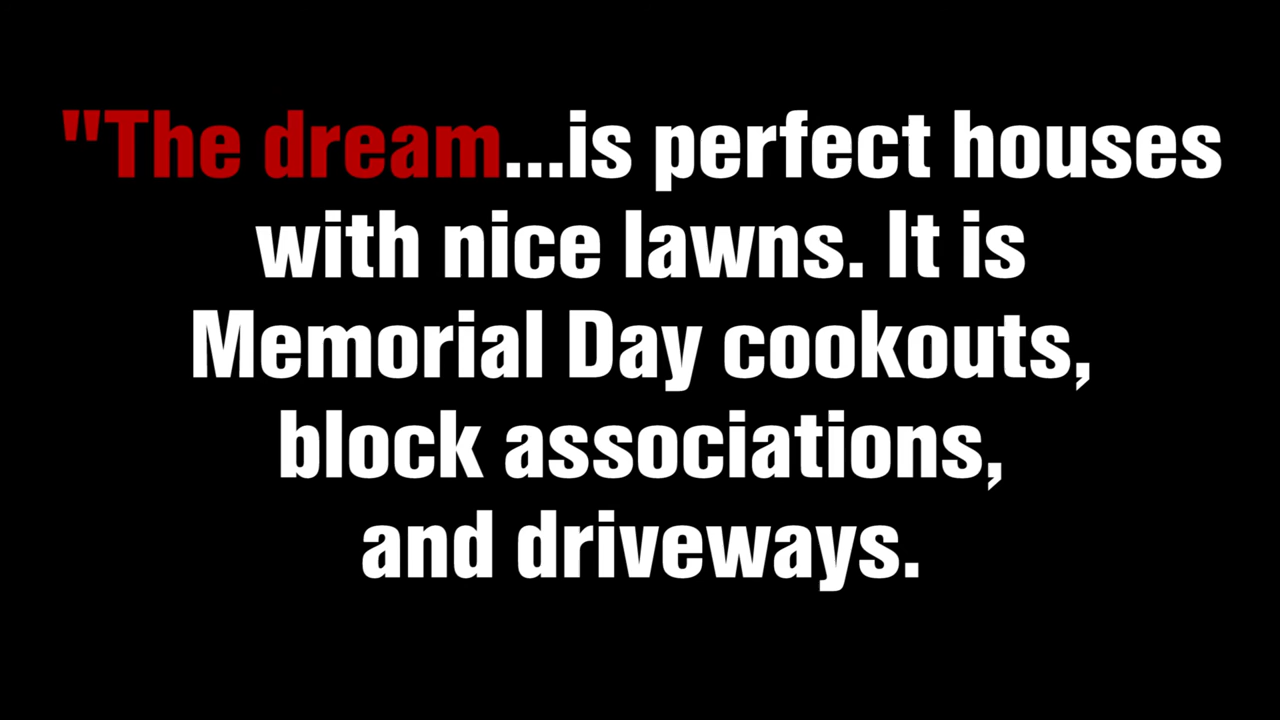 "The dream...is perfect houses
with nice lawns. It is
Memorial Day cookouts,
block associations,
and driveways.